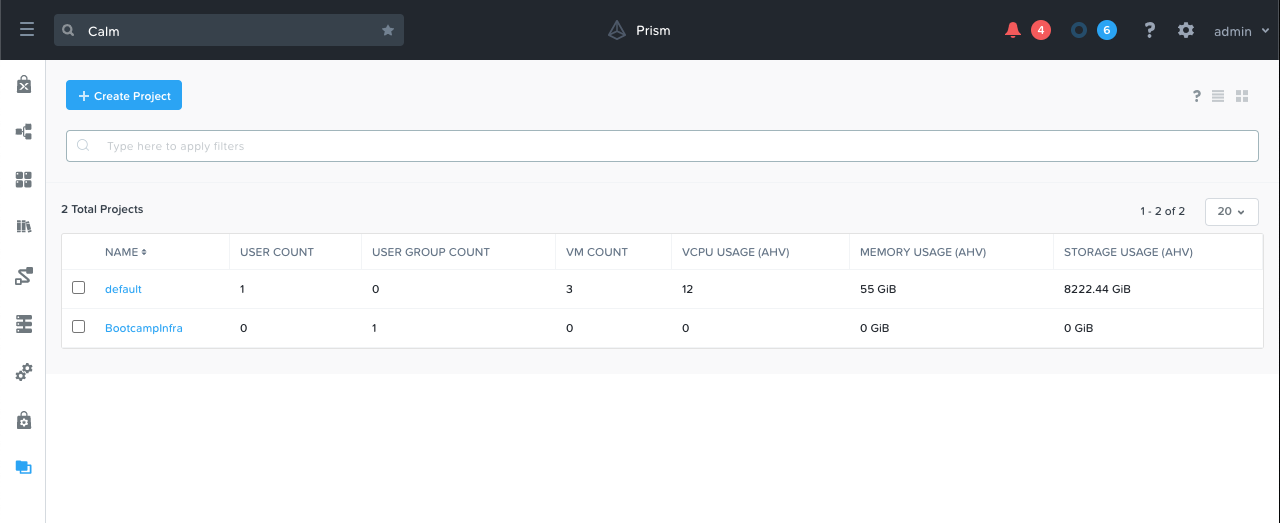 Calm
Prism
4
6
?
admin
+ Create Project
?
Type here to apply filters
2 Total Projects
1 - 2 of 2
20
NAME USER COUNT USER GROUP COUNT VM COUNT VCPU USAGE (AHV) MEMORY USAGE (AHV) STORAGE USAGE (AHV)
default 1 0 3 12 55 GiB 8222.44 GiB
BootcampInfra 0 1 0 0 0 GiB 0 GiB